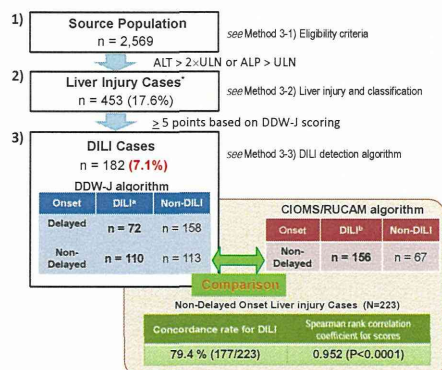 1) Source Population
n = 2,569
see Method 3-1) Eligibility criteria
ALT > 2×ULN or ALP > ULN
2) Liver Injury Cases*
n = 453 (17.6%)
see Method 3-2) Liver injury and classification
≥ 5 points based on DDW-J scoring
3) DILI Cases
n = 182 (7.1%)
see Method 3-3) DILI detection algorithm
DDW-J algorithm
Onset DILIa Non-DILI
Delayed n = 72 n = 158
Non-Delayed n = 110 n = 113
CIOMS/RUCAM algorithm
Onset DILIb Non-DILI
Non-Delayed n = 156 n = 67
Comparison
Non-Delayed Onset Liver injury Cases (N=223)
Concordance rate for DILI
Spearman rank correlation coefficient for scores
79.4 % (177/223) 0.952 (P<0.0001)